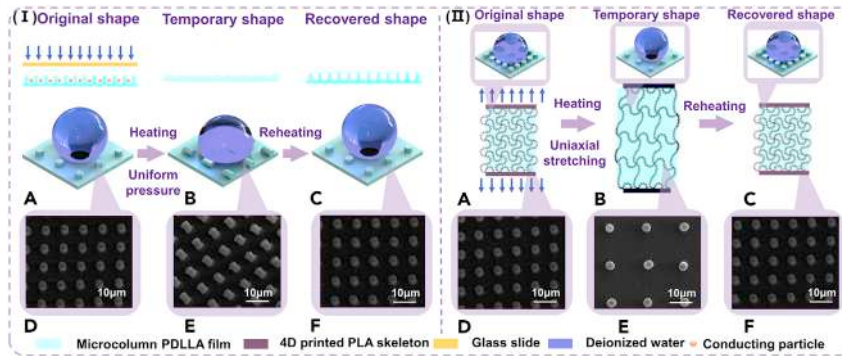 (I) Original shape Temporary shape Recovered shape
Heating Reheating
Uniform
pressure
A B C
10μm 10μm 10μm
D E F
(II) Original shape Temporary shape Recovered shape
Heating Reheating
Uniaxial
stretching
A B C
10μm 10μm 10μm
D E F
Microcolumn PDLLA film 4D printed PLA skeleton Glass slide Deionized water Conducting particle